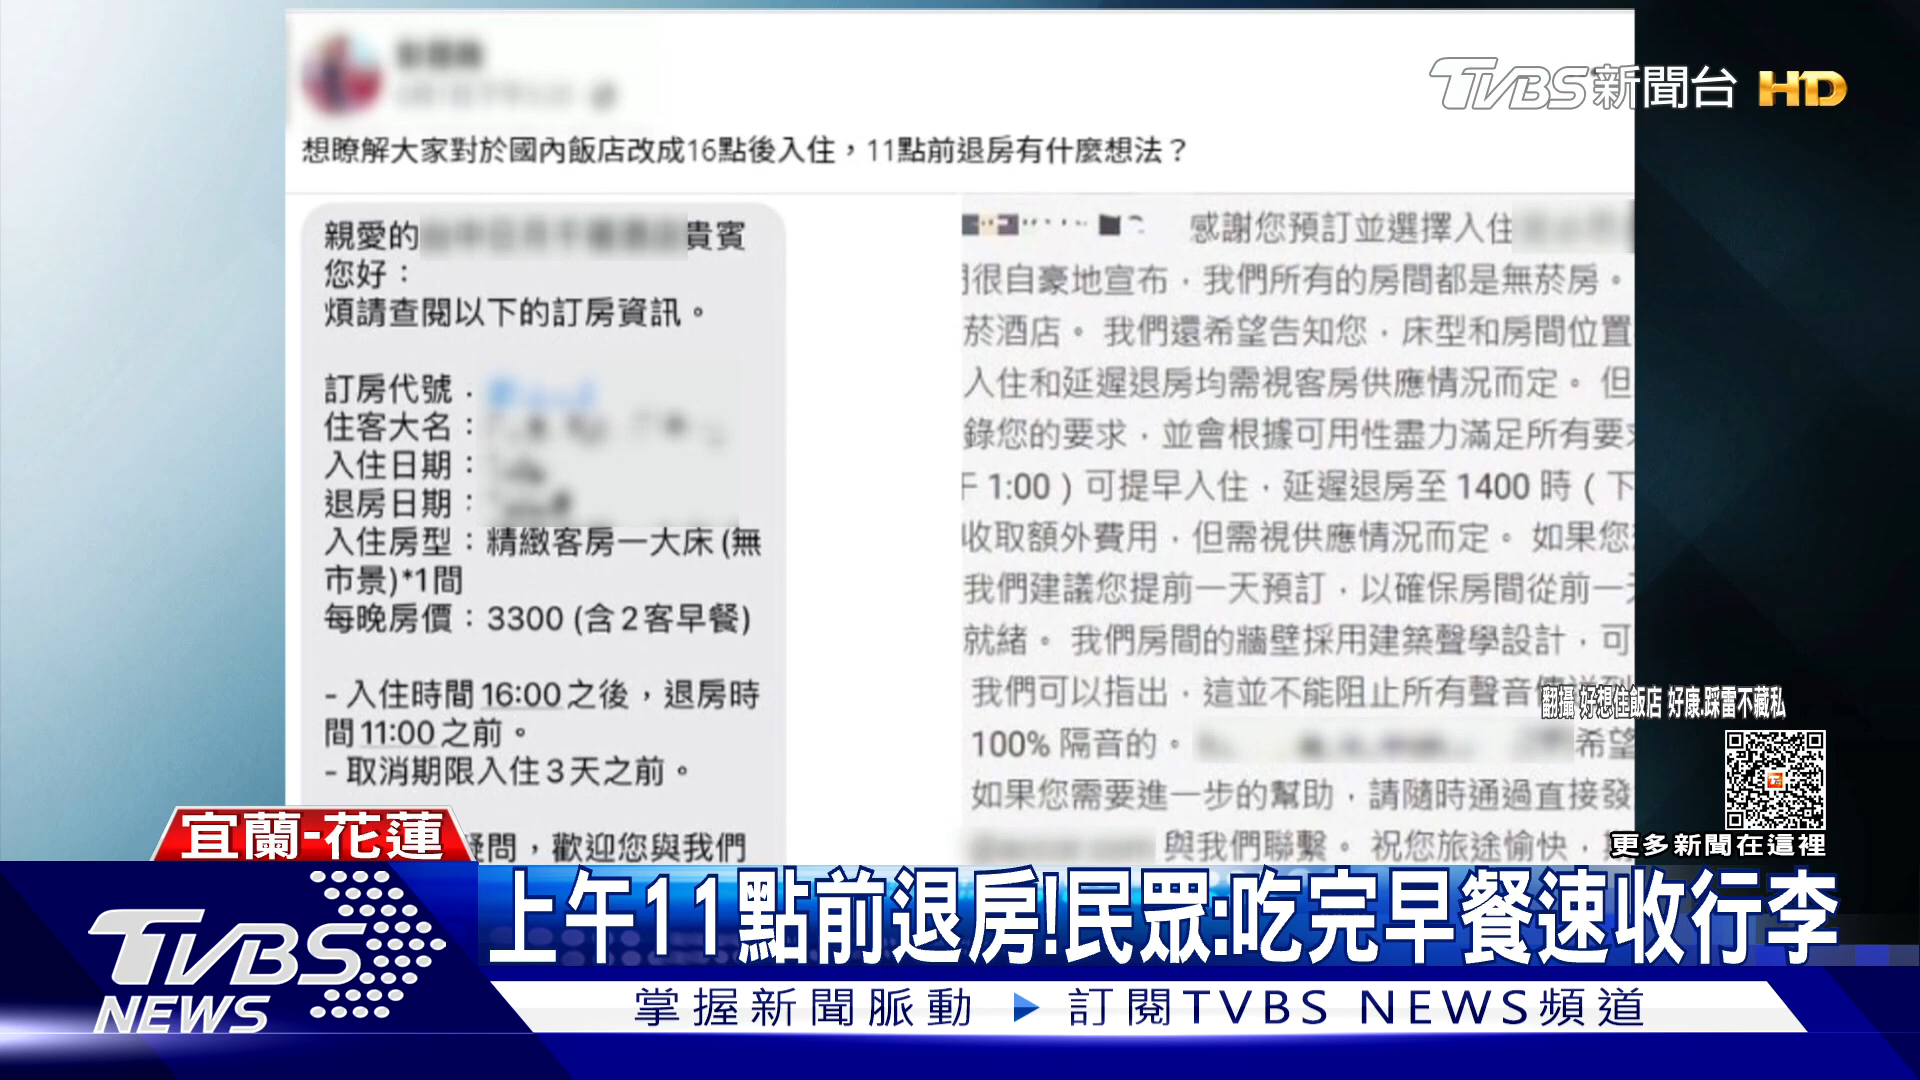 TVBS新聞台 HD
想瞭解大家對於國內飯店改成16點後入住，11點前退房有什麼想法？
親愛的
貴賓
您好：
煩請查閱以下的訂房資訊。
訂房代號
住客大名：
入住日期：
退房日期：
入住房型：精緻客房一大床(無
市景)*1間
每晚房價：3300 (含2客早餐)
- 入住時間16:00之後，退房時
間11:00之前。
- 取消期限入住3天之前。
問，歡迎您與我們
感謝您預訂並選擇入住
很自豪地宣布，我們所有的房間都是無菸房。
菸酒店。 我們還希望告知您，床型和房間位置
入住和延遲退房均需視客房供應情況而定。 但
錄您的要求，並會根據可用性盡力滿足所有要
1:00）可提早入住，延遲退房至 1400 時（下
收取額外費用，但需視供應情況而定。 如果您
我們建議您提前一天預訂，以確保房間從前一
就緒。 我們房間的牆壁採用建築聲學設計，可
我們可以指出，這並不能阻止所有聲音傳送到
100% 隔音的。
希望
如果您需要進一步的幫助，請隨時通過直接發
與我們聯繫。 祝您旅途愉快，
翻攝 好想住飯店 好康.踩雷不藏私
更多新聞在這裡
宜蘭-花蓮
上午11點前退房!民眾:吃完早餐速收行李
TVBS NEWS
掌握新聞脈動 ▶ 訂閱TVBS NEWS頻道